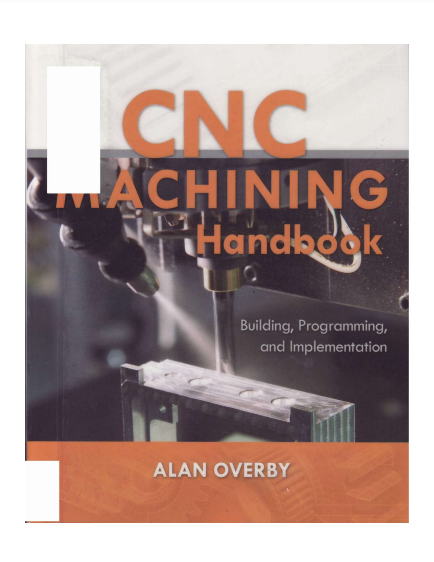 CNC
MACHINING
Handbook
Building, Programming,
and Implementation
ALAN OVERBY